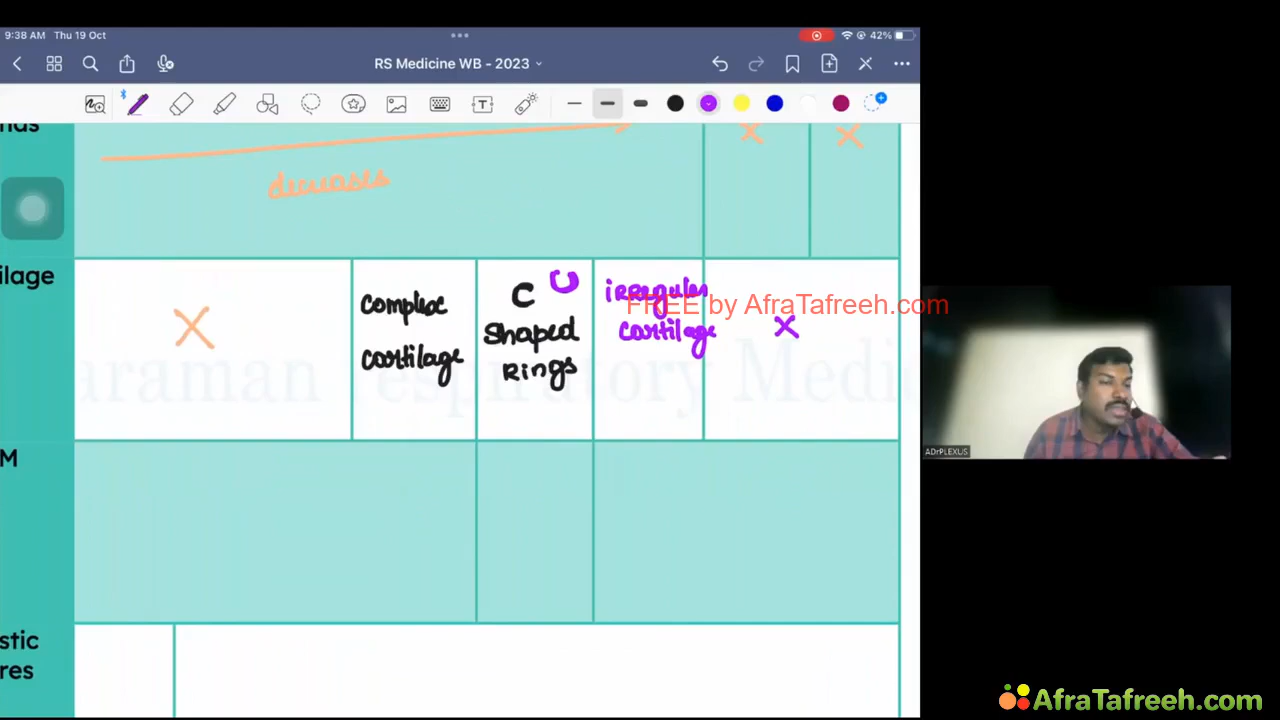 9:38 AM Thu 19 Oct
42%
RS Medicine WB - 2023
T
nas
decreases
x x
ilage
x
Complex
cartilage
C
Shaped
Rings
irregular
cartilage
x
FREE by AfraTafreeh.com
araman Respiratory Medi
M
ADrPLEXUS
stic
res
AfraTafreeh.com